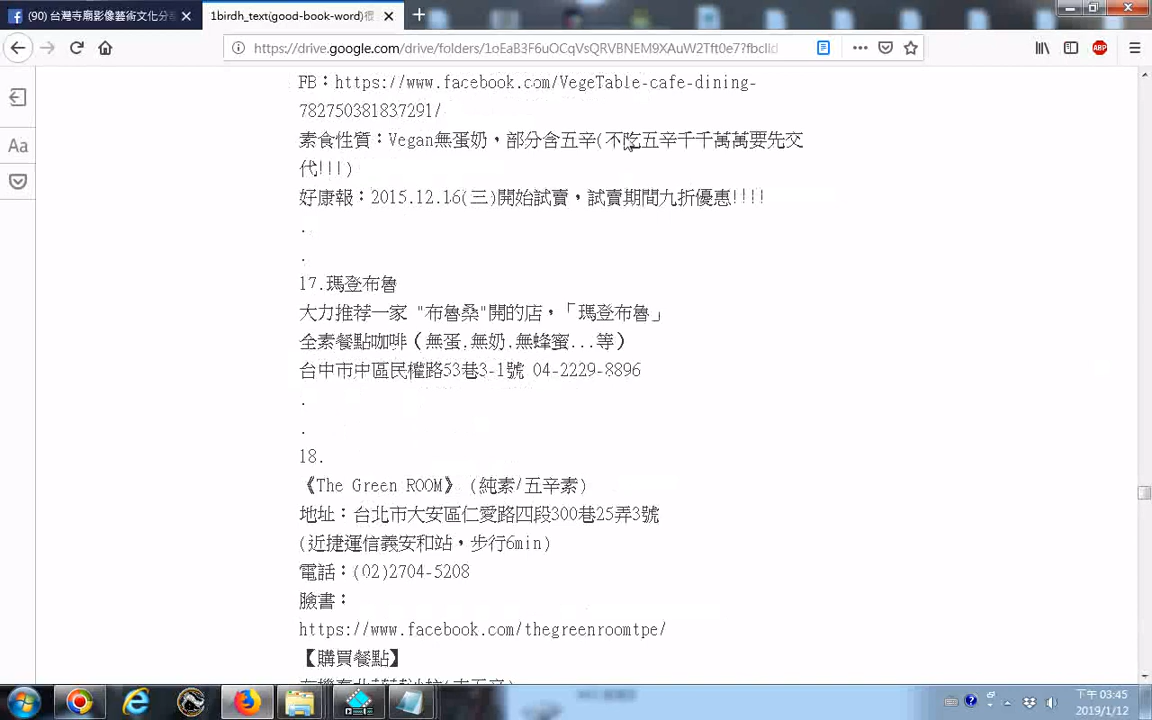 (90) 台灣寺廟影像藝術文化分
1birdh_text(good-book-word)很
https://drive.google.com/drive/folders/1oEaB3F6uOCqVsQRVBNEM9XAuW2Tft0e7?fbclid
FB：https://www.facebook.com/VegeTable-cafe-dining-
782750381837291/
素食性質：Vegan無蛋奶，部分含五辛(不吃五辛千千萬萬要先交
代!!!)
好康報：2015.12.16(三)開始試賣，試賣期間九折優惠!!!!
.
.
17.瑪登布魯
大力推荐一家 "布魯桑"開的店，「瑪登布魯」
全素餐點咖啡（無蛋.無奶.無蜂蜜...等）
台中市中區民權路53巷3-1號 04-2229-8896
.
.
18.
《The Green ROOM》 (純素/五辛素)
地址：台北市大安區仁愛路四段300巷25弄3號
(近捷運信義安和站，步行6min)
電話：(02)2704-5208
臉書：
https://www.facebook.com/thegreenroomtpe/
【購買餐點】
Aa
ABP
下午 03:45
2019/1/12